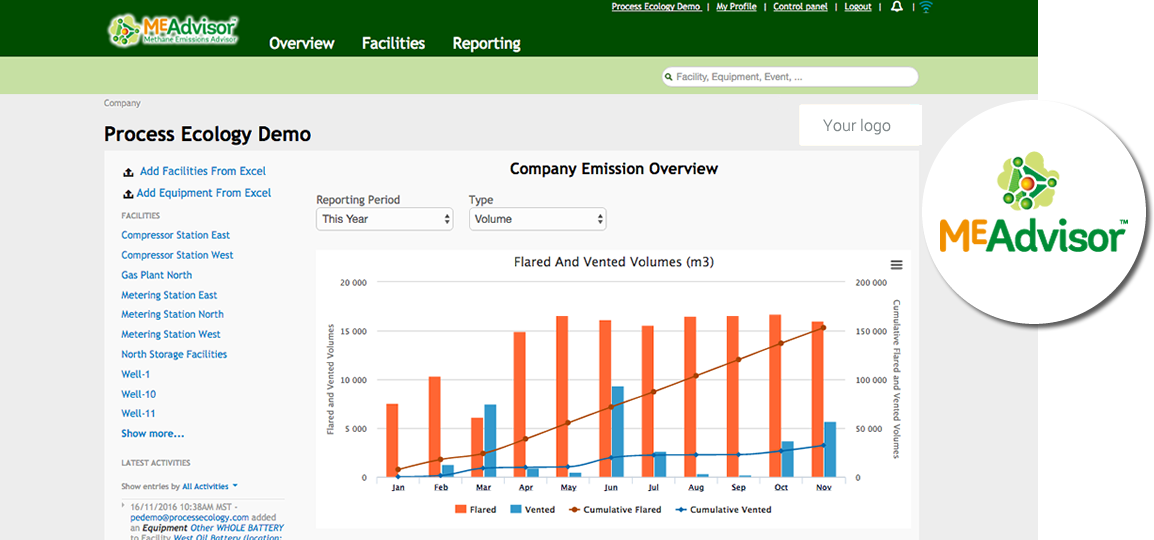 Process Ecology Demo | My Profile | Control panel | Logout |
MEAdvisor™
Methane Emissions Advisor
Overview Facilities Reporting
Facility, Equipment, Event, ...
Company
Process Ecology Demo
Your logo
Add Facilities From Excel
Add Equipment From Excel
FACILITIES
Compressor Station East
Compressor Station West
Gas Plant North
Metering Station East
Metering Station North
Metering Station West
North Storage Facilities
Well-1
Well-10
Well-11
Show more...
LATEST ACTIVITIES
Show entries by All Activities
16/11/2016 10:38AM MST -
pedemo@processecology.com added
an Equipment Other WHOLE BATTERY
to Facility West Oil Battery (location:
Company Emission Overview
Reporting Period Type
This Year Volume
Flared And Vented Volumes (m3)
20 000 200 000
15 000 150 000
10 000 100 000
5 000 50 000
0 0
Flared and Vented Volumes
Cumulative Flared and Vented Volumes
Jan Feb Mar Apr May Jun Jul Aug Sep Oct Nov
Flared Vented Cumulative Flared Cumulative Vented
MEAdvisor™